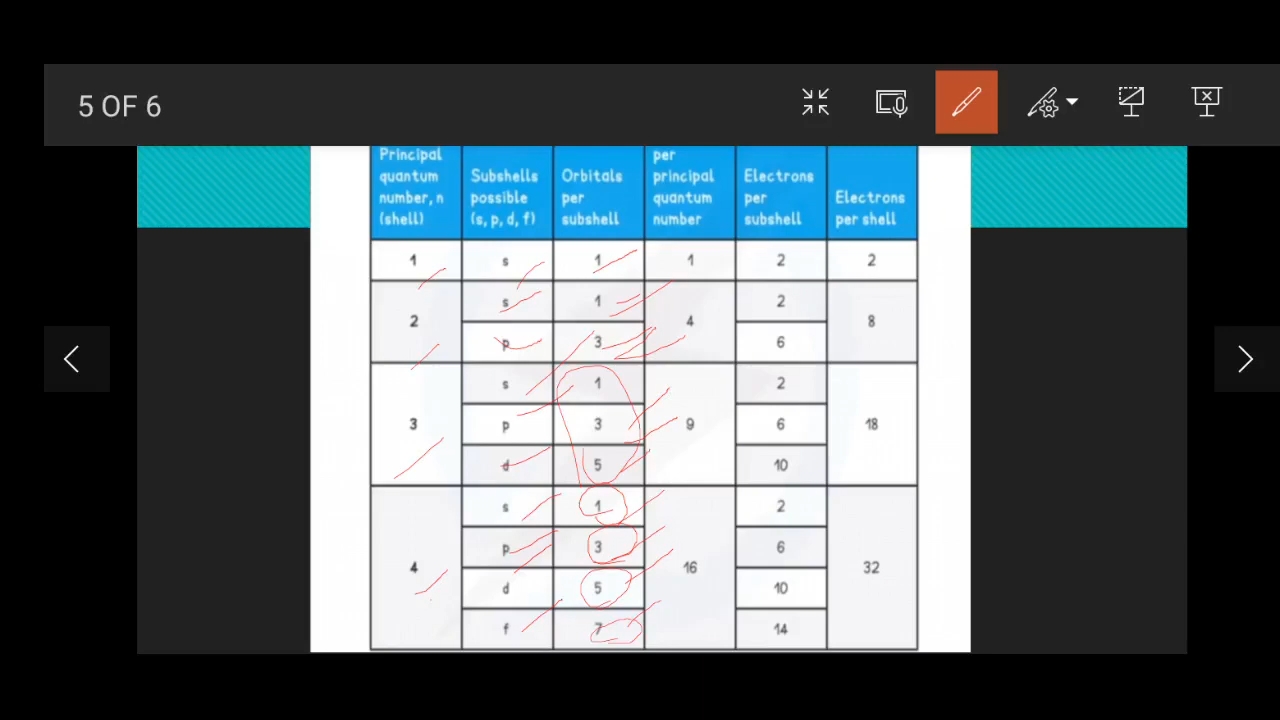 5 OF 6
Principal
quantum
number, n
(shell)
Subshells
possible
(s, p, d, f)
Orbitals
per
subshell
per
principal
quantum
number
Electrons
per
subshell
Electrons
per shell
1 s 1 1 2 2
2 s 1 4 2 8
p 3 6
3 s 1 9 2 18
p 3 6
d 5 10
4 s 1 16 2 32
p 3 6
d 5 10
f 7 14